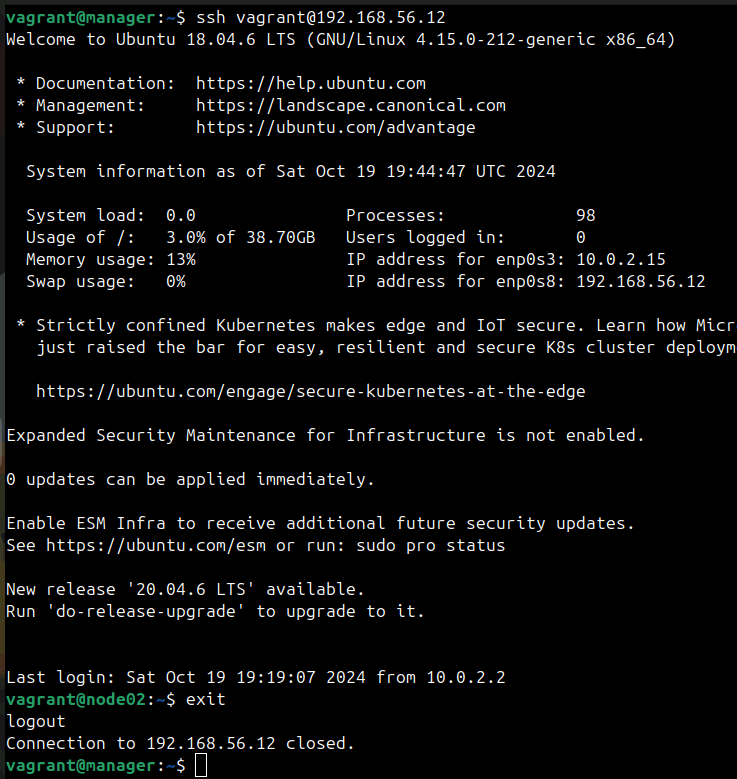 vagrant@manager:~$ ssh vagrant@192.168.56.12
Welcome to Ubuntu 18.04.6 LTS (GNU/Linux 4.15.0-212-generic x86_64)
* Documentation:  https://help.ubuntu.com
* Management:     https://landscape.canonical.com
* Support:        https://ubuntu.com/advantage
System information as of Sat Oct 19 19:44:47 UTC 2024
System load:  0.0               Processes:             98
Usage of /:   3.0% of 38.70GB   Users logged in:       0
Memory usage: 13%               IP address for enp0s3: 10.0.2.15
Swap usage:   0%                IP address for enp0s8: 192.168.56.12
* Strictly confined Kubernetes makes edge and IoT secure. Learn how Micr
just raised the bar for easy, resilient and secure K8s cluster deploym
https://ubuntu.com/engage/secure-kubernetes-at-the-edge
Expanded Security Maintenance for Infrastructure is not enabled.
0 updates can be applied immediately.
Enable ESM Infra to receive additional future security updates.
See https://ubuntu.com/esm or run: sudo pro status
New release '20.04.6 LTS' available.
Run 'do-release-upgrade' to upgrade to it.
Last login: Sat Oct 19 19:19:07 2024 from 10.0.2.2
vagrant@node02:~$ exit
logout
Connection to 192.168.56.12 closed.
vagrant@manager:~$